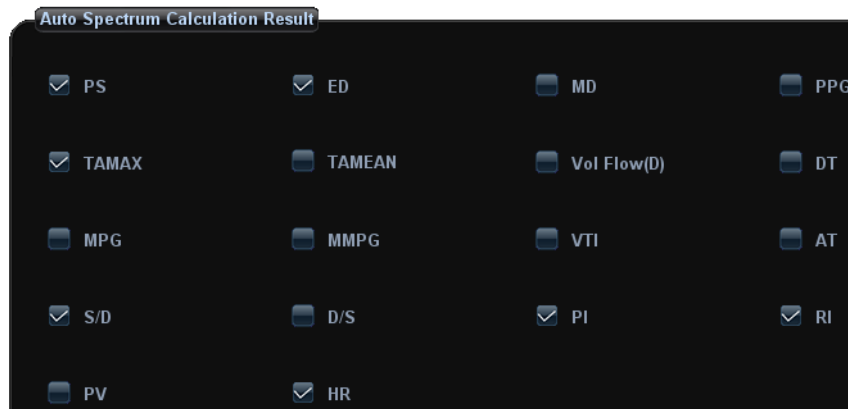 Auto Spectrum Calculation Result
PS ED MD PPG
TAMAX TAMEAN Vol Flow(D) DT
MPG MMPG VTI AT
S/D D/S PI RI
PV HR